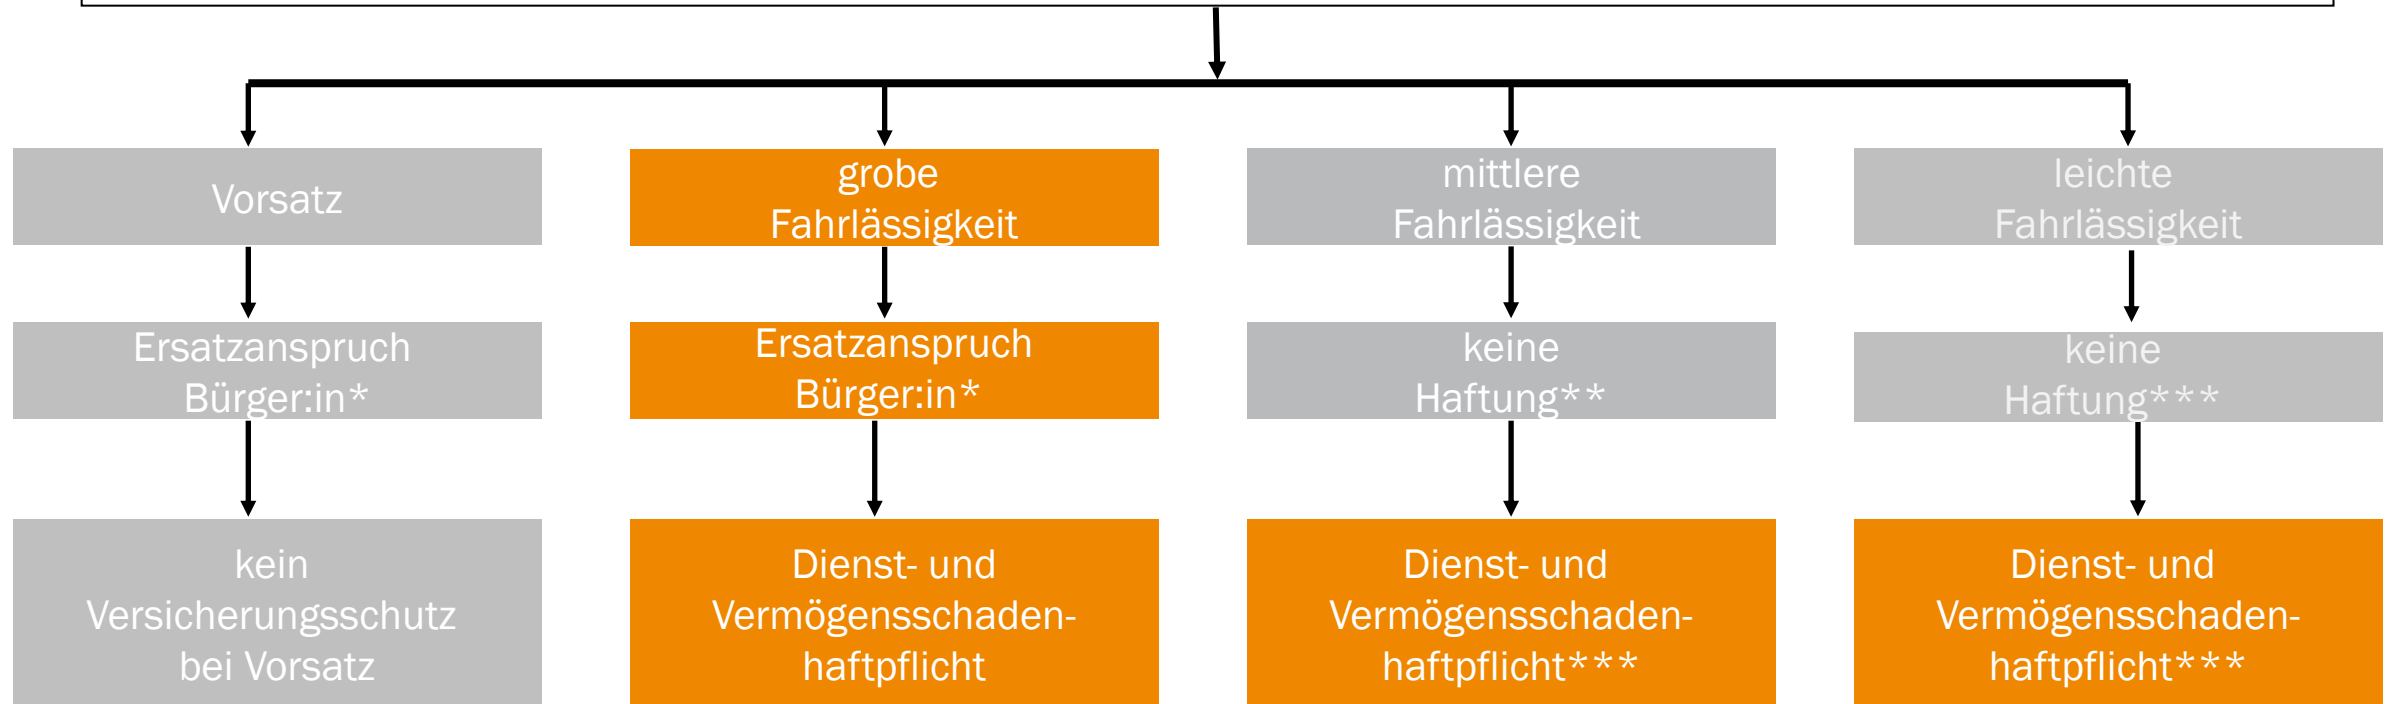 Vorsatz
grobe
Fahrlässigkeit
mittlere
Fahrlässigkeit
leichte
Fahrlässigkeit
Ersatzanspruch
Bürger:in*
Ersatzanspruch
Bürger:in*
keine
Haftung**
keine
Haftung***
kein
Versicherungsschutz
bei Vorsatz
Dienst- und
Vermögensschaden-
haftpflicht
Dienst- und
Vermögensschaden-
haftpflicht***
Dienst- und
Vermögensschaden-
haftpflicht***